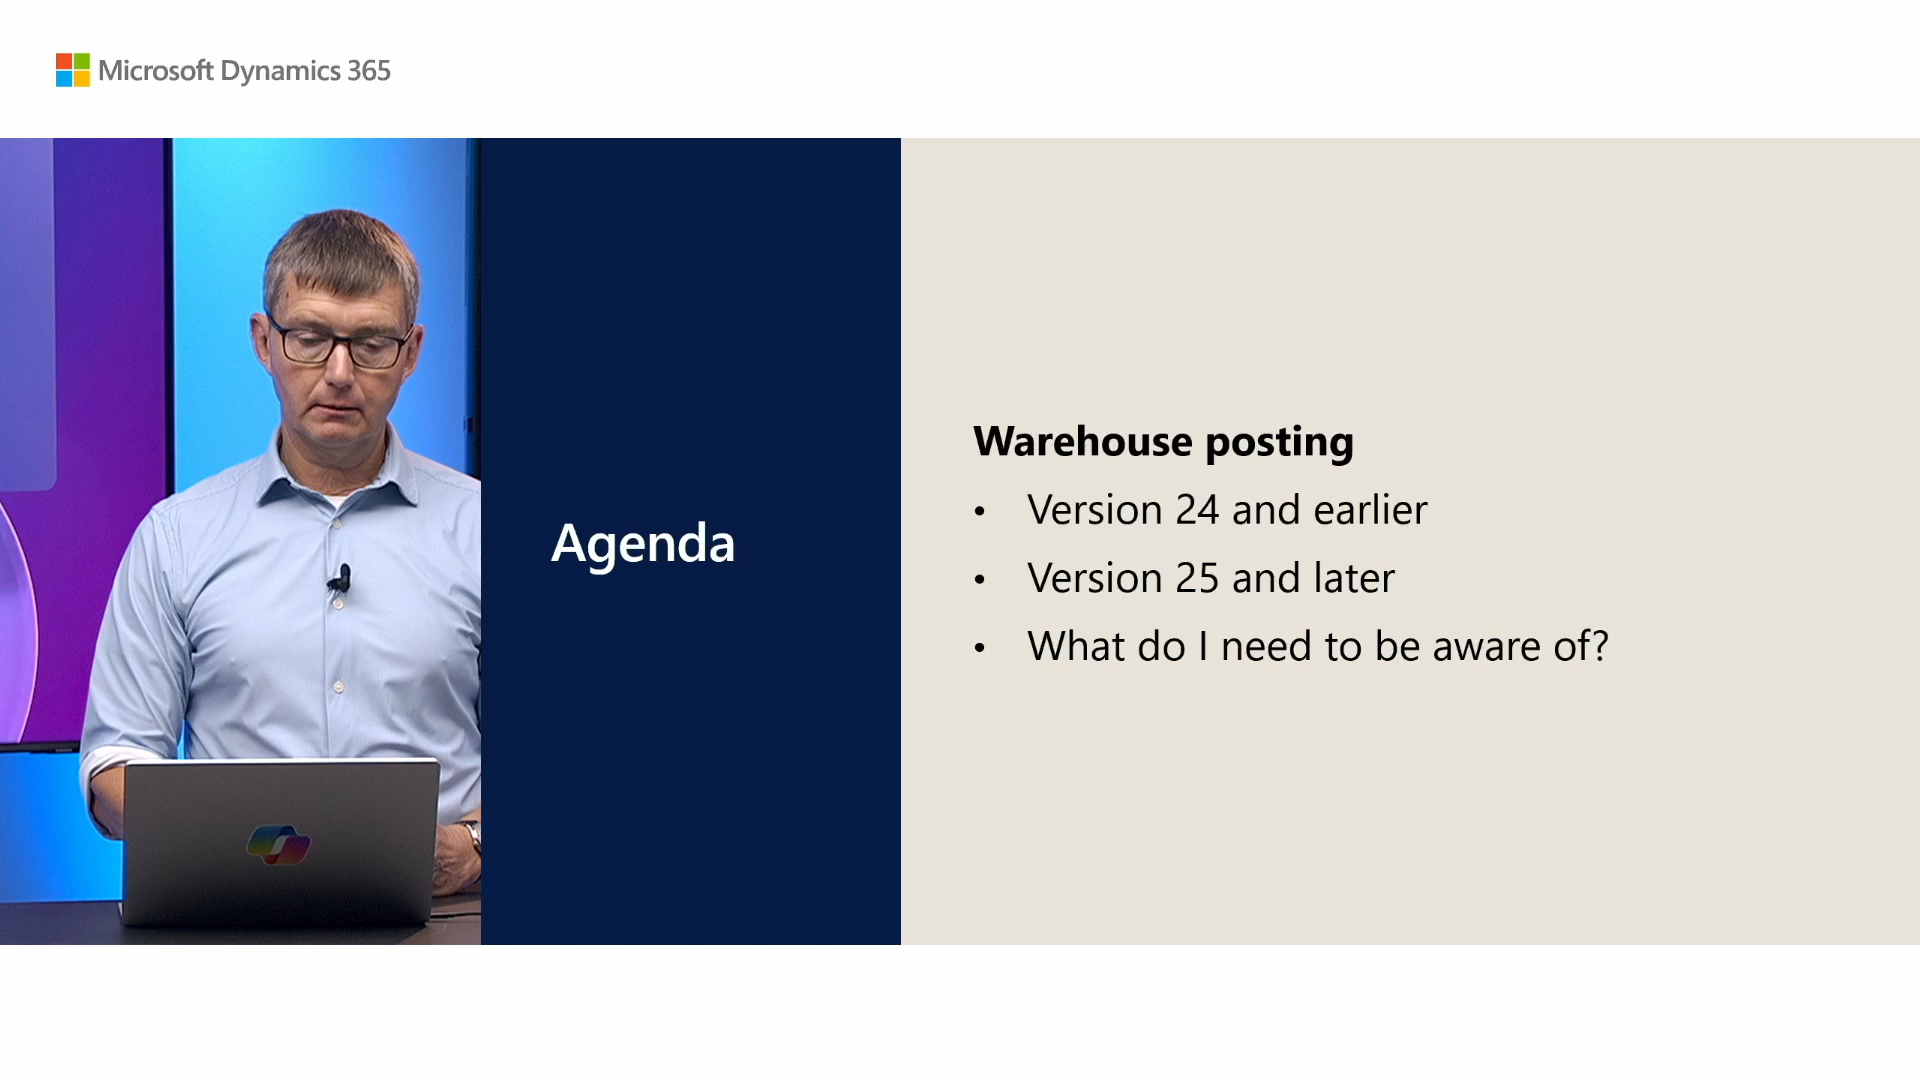 Microsoft Dynamics 365
Agenda
Warehouse posting
• Version 24 and earlier
• Version 25 and later
• What do I need to be aware of?